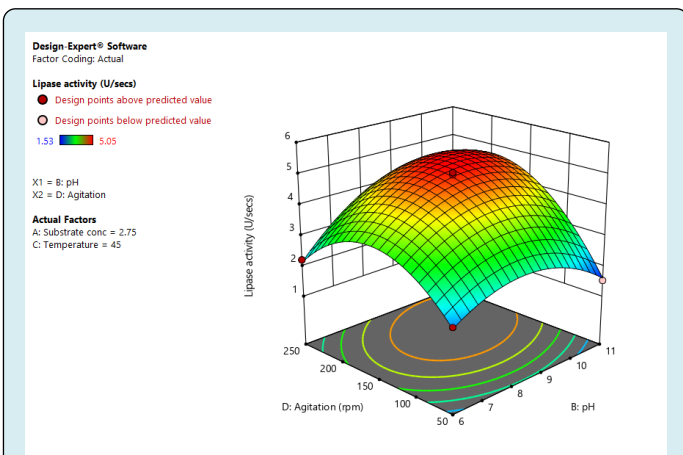 Design-Expert® Software
Factor Coding: Actual
Lipase activity (U/secs)
Design points above predicted value
Design points below predicted value
1.53 5.05
X1 = B: pH
X2 = D: Agitation
Actual Factors
A: Substrate conc = 2.75
C: Temperature = 45
Lipase activity (U/secs)
6
5
4
3
2
1
250
200
150
100
50
D: Agitation (rpm)
6
7
8
9
10
11
B: pH